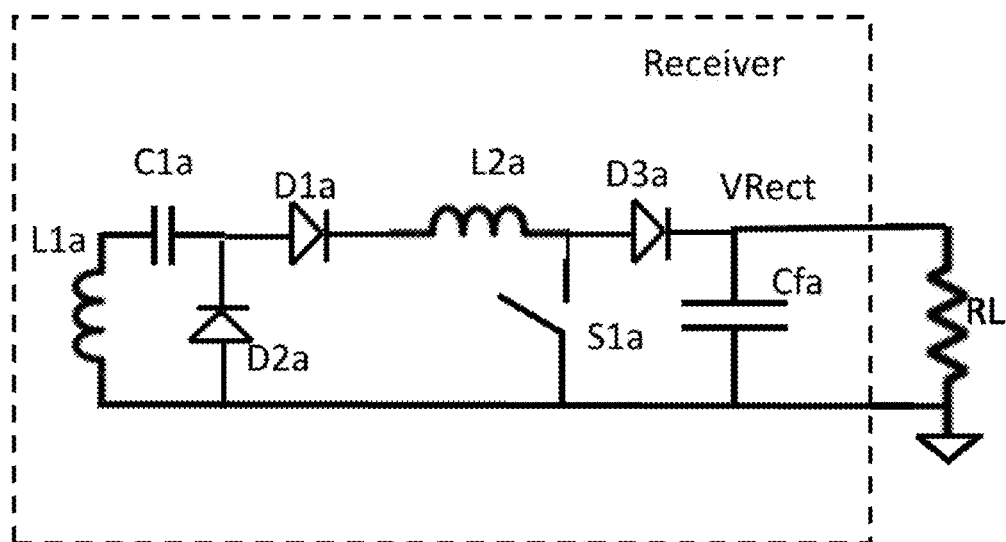 Receiver
C1a
D1a
L2a
D3a
VRect
L1a
D2a
S1a
Cfa
RL